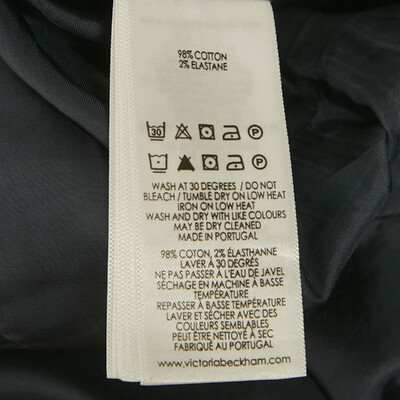 98% COTTON
2% ELASTANE
30 P
P
WASH AT 30 DEGREES / DO NOT
BLEACH / TUMBLE DRY ON LOW HEAT
IRON ON LOW HEAT
WASH AND DRY WITH LIKE COLOURS
MAY BE DRY CLEANED
MADE IN PORTUGAL
98% COTON, 2% ÉLASTHANNE
LAVER À 30 DEGRÉS
NE PAS PASSER À L'EAU DE JAVEL
SÉCHAGE EN MACHINE À BASSE
TEMPÉRATURE
REPASSER À BASSE TEMPÉRATURE
LAVER ET SÉCHER AVEC DES
COULEURS SEMBLABLES
PEUT ÊTRE NETTOYÉ À SEC
FABRIQUÉ AU PORTUGAL
www.victoriabeckham.com